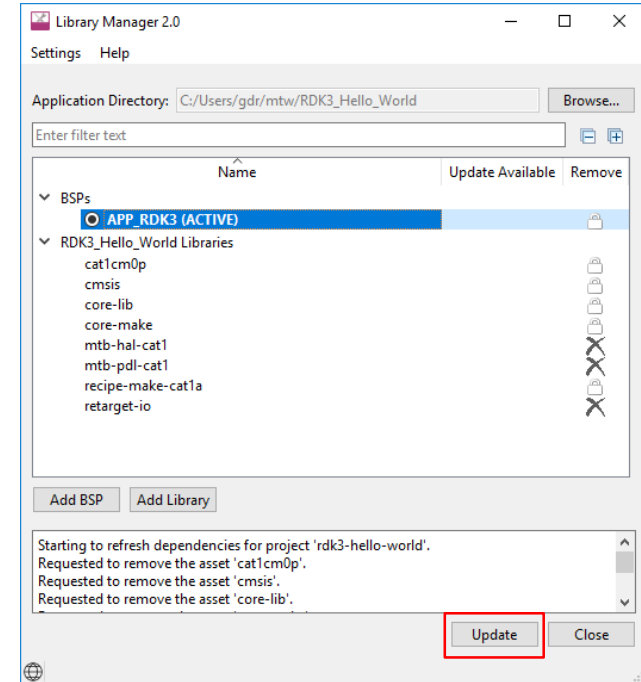 Library Manager 2.0
Settings Help
Application Directory: C:/Users/gdr/mtw/RDK3_Hello_World Browse...
Enter filter text
Name Update Available Remove
BSPs
APP_RDK3 (ACTIVE)
RDK3_Hello_World Libraries
cat1cm0p
cmsis
core-lib
core-make
mtb-hal-cat1
mtb-pdl-cat1
recipe-make-cat1a
retarget-io
Add BSP Add Library
Starting to refresh dependencies for project 'rdk3-hello-world'.
Requested to remove the asset 'cat1cm0p'.
Requested to remove the asset 'cmsis'.
Requested to remove the asset 'core-lib'.
Update Close